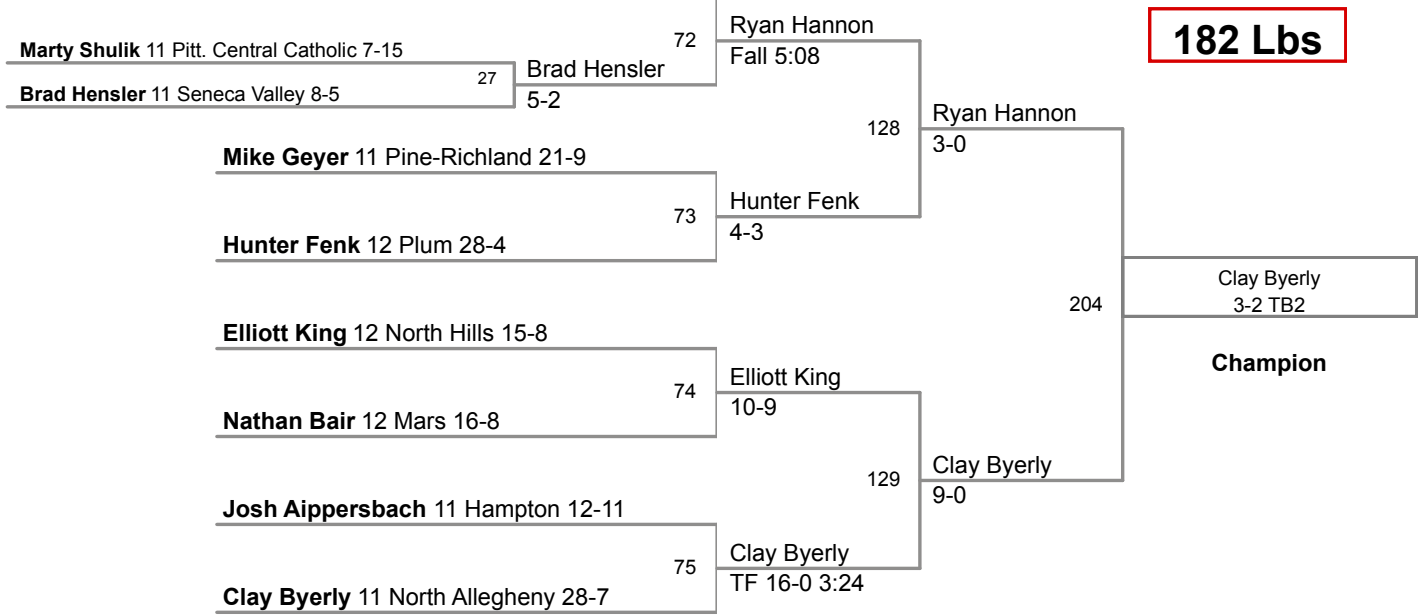 182 Lbs
Marty Shulik 11 Pitt. Central Catholic 7-15
Brad Hensler 11 Seneca Valley 8-5
27
Brad Hensler
5-2
72
Ryan Hannon
Fall 5:08
Mike Geyer 11 Pine-Richland 21-9
Hunter Fenk 12 Plum 28-4
73
Hunter Fenk
4-3
128
Ryan Hannon
3-0
Elliott King 12 North Hills 15-8
Nathan Bair 12 Mars 16-8
74
Elliott King
10-9
Josh Aippersbach 11 Hampton 12-11
Clay Byerly 11 North Allegheny 28-7
75
Clay Byerly
TF 16-0 3:24
129
Clay Byerly
9-0
204
Clay Byerly
3-2 TB2
Champion